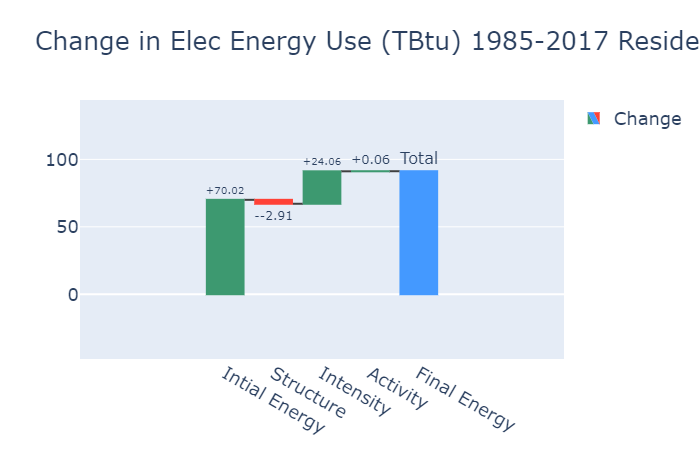 Change in Elec Energy Use (TBtu) 1985-2017 Reside
Change
100
50
0
+70.02
--2.91
+24.06
+0.06
Total
Intial Energy
Structure
Intensity
Activity
Final Energy